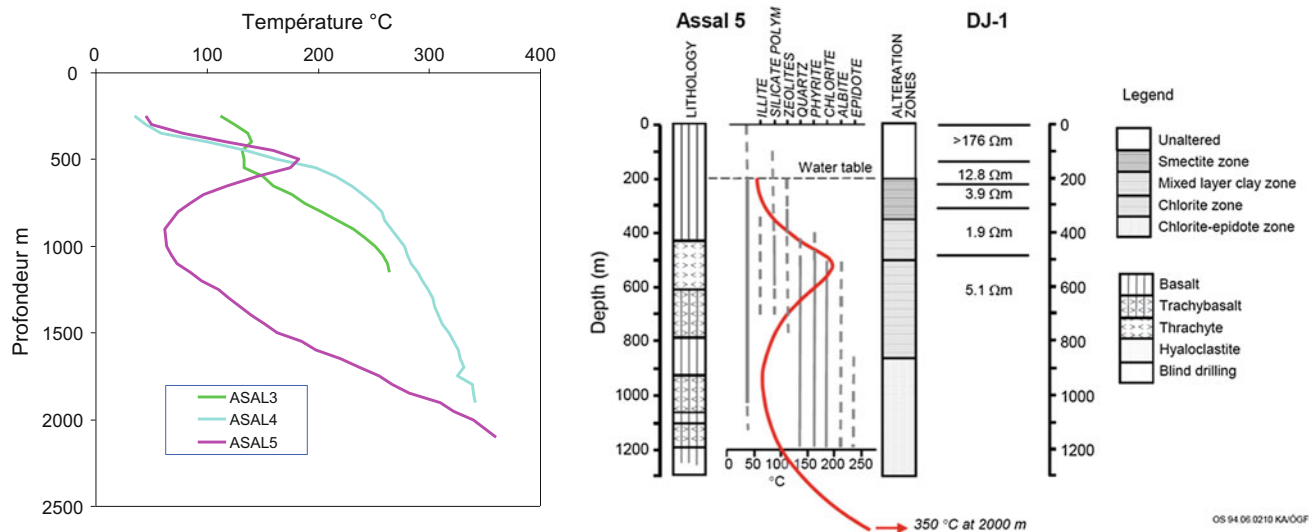 Température °C
0 100 200 300 400
0
500
1000
1500
2000
2500
Profondeur m
ASAL3
ASAL4
ASAL5
Assal 5
DJ-1
LITHOLOGY
ILLITE
SILICATE POLYM
ZEOLITES
QUARTZ
PHYRITE
CHLORITE
ALBITE
EPIDOTE
ALTERATION
ZONES
Depth (m)
0
200
400
600
800
1000
1200
Water table
0 50 100 150 200 250
°C
350 °C at 2000 m
>176 Ωm
12.8 Ωm
3.9 Ωm
1.9 Ωm
5.1 Ωm
0
200
400
600
800
1000
1200
Legend
Unaltered
Smectite zone
Mixed layer clay zone
Chlorite zone
Chlorite-epidote zone
Basalt
Trachybasalt
Thrachyte
Hyaloclastite
Blind drilling
OS 94.06.0210 KA/ÓGF